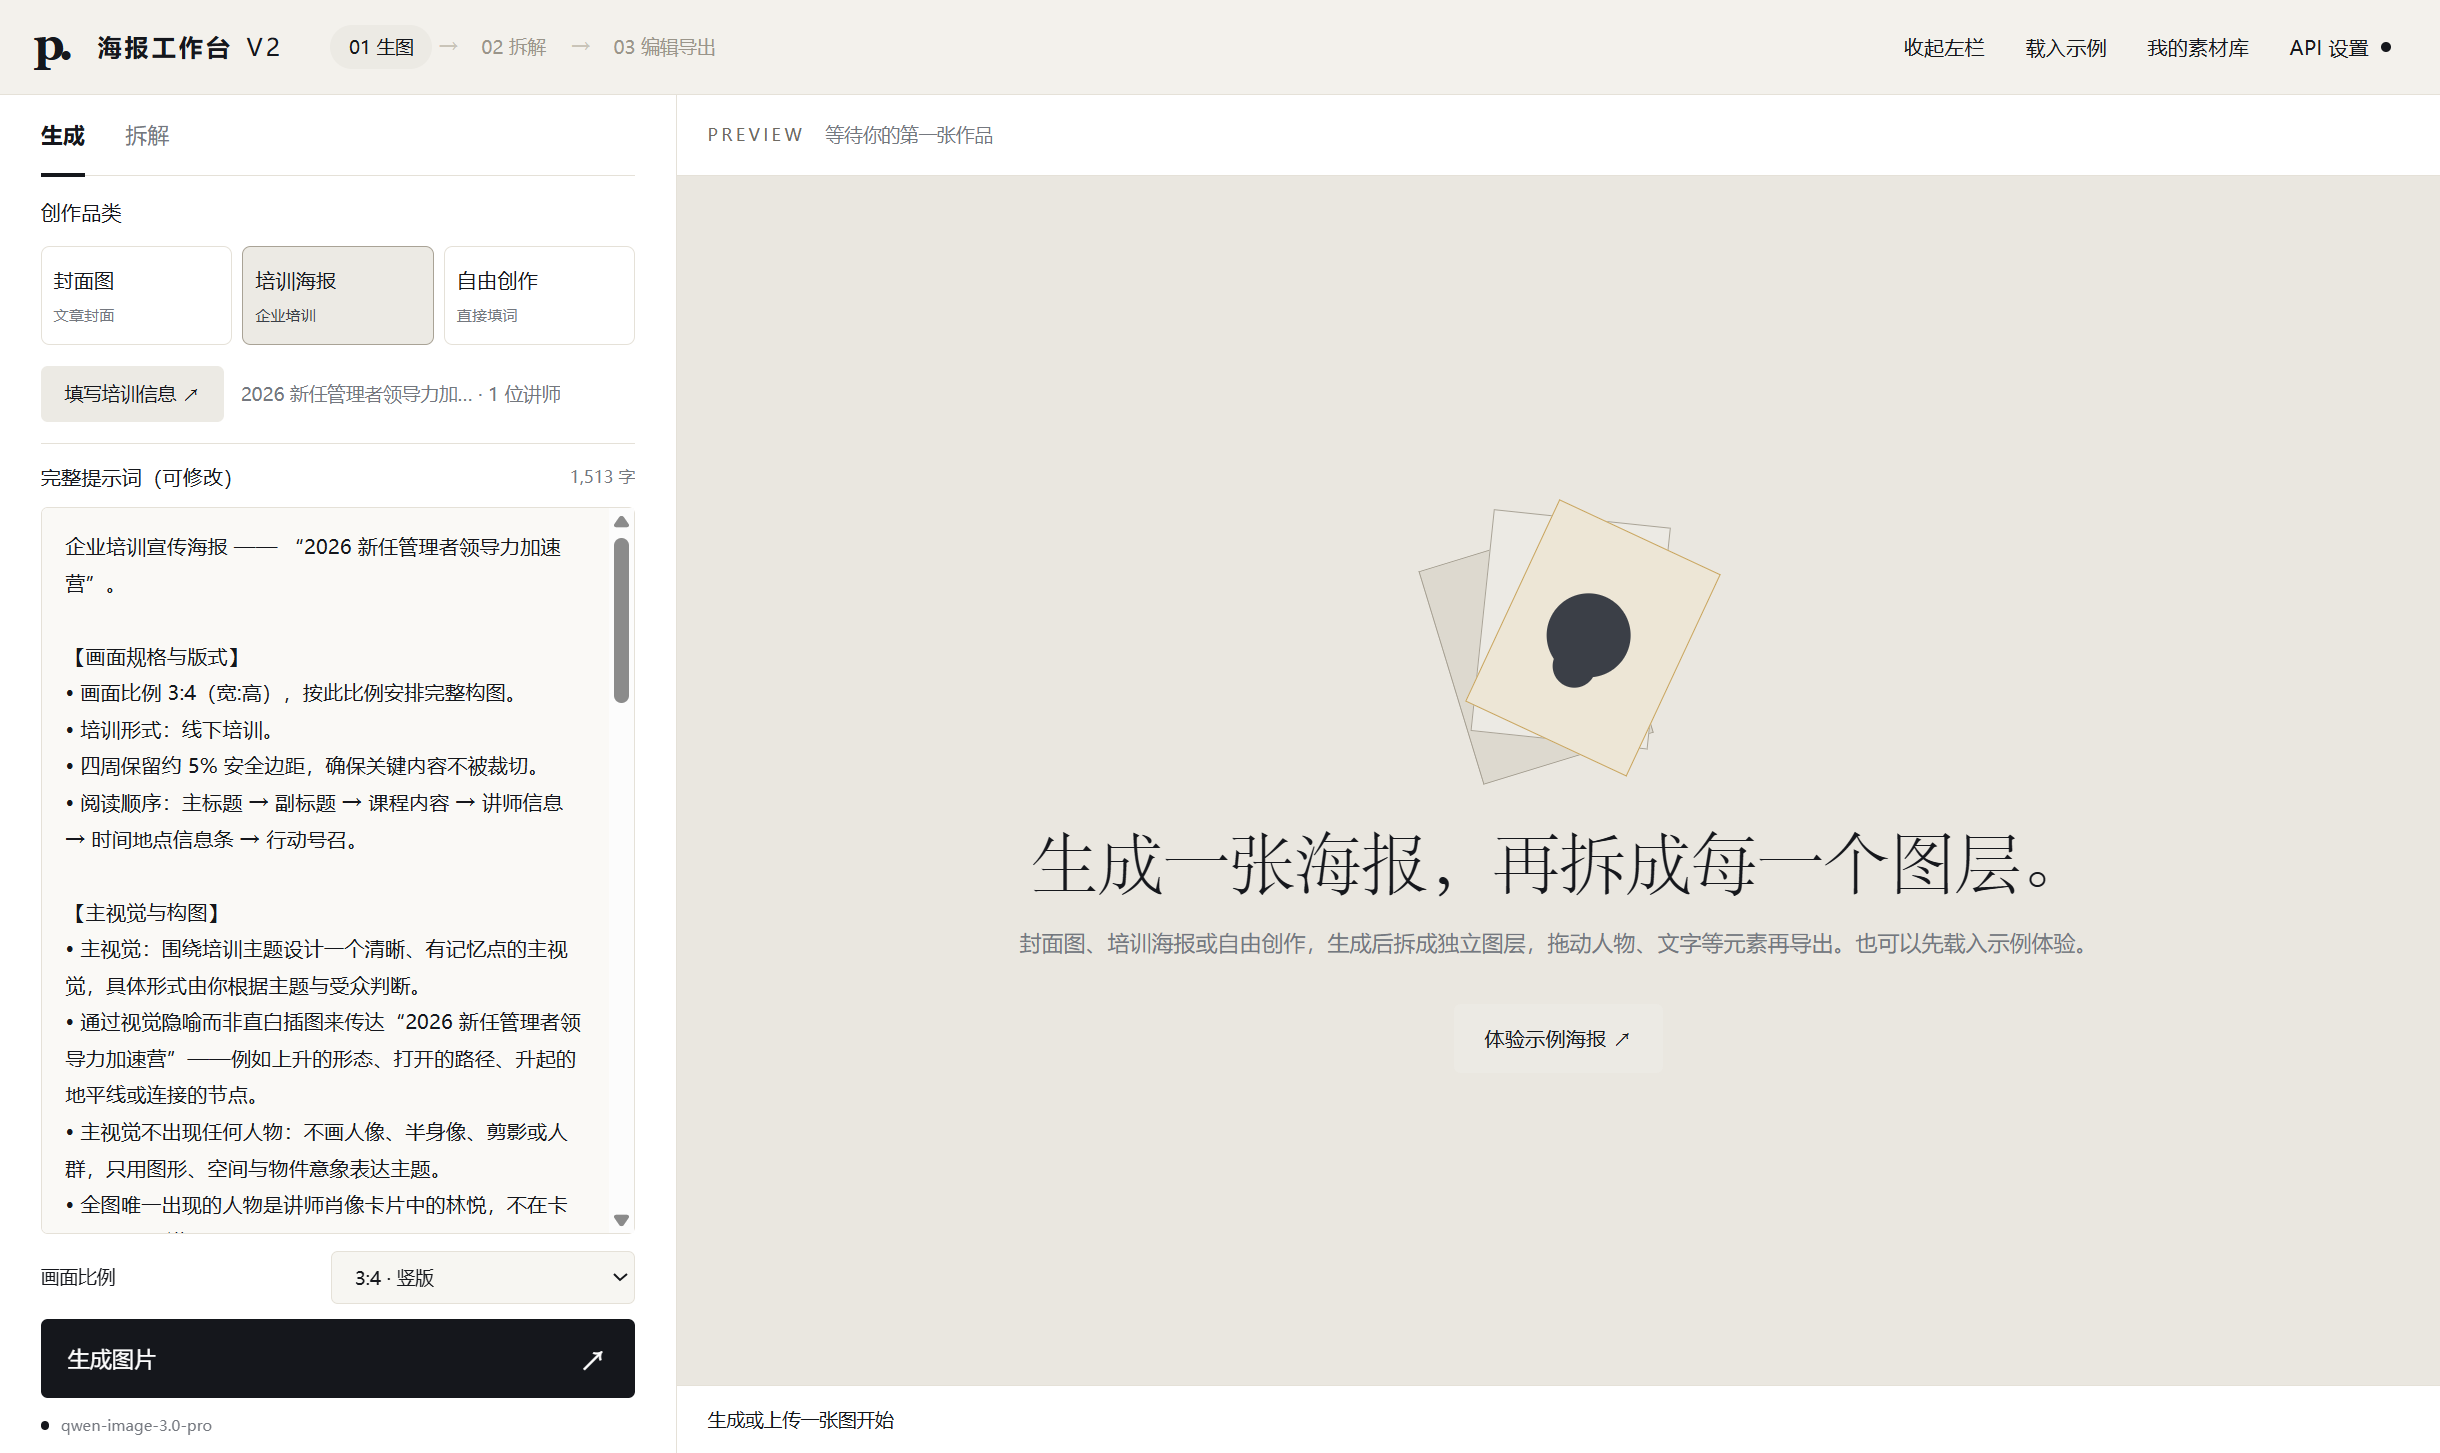 p. 海报工作台 V2
01 生图 → 02 拆解 → 03 编辑导出
收起左栏 载入示例 我的素材库 API 设置
生成 拆解
创作品类
封面图 文章封面
培训海报 企业培训
自由创作 直接填词
填写培训信息 ↗ 2026 新任管理者领导力加... · 1 位讲师
完整提示词（可修改） 1,513 字
企业培训宣传海报 —— “2026 新任管理者领导力加速
营”。
【画面规格与版式】
• 画面比例 3:4（宽:高），按此比例安排完整构图。
• 培训形式：线下培训。
• 四周保留约 5% 安全边距，确保关键内容不被裁切。
• 阅读顺序：主标题 → 副标题 → 课程内容 → 讲师信息
→ 时间地点信息条 → 行动号召。
【主视觉与构图】
• 主视觉：围绕培训主题设计一个清晰、有记忆点的主视
觉，具体形式由你根据主题与受众判断。
• 通过视觉隐喻而非直白插图来传达“2026 新任管理者领
导力加速营”——例如上升的形态、打开的路径、升起的
地平线或连接的节点。
• 主视觉不出现任何人物：不画人像、半身像、剪影或人
群，只用图形、空间与物件意象表达主题。
• 全图唯一出现的人物是讲师肖像卡片中的林悦，不在卡
画面比例 3:4 · 竖版
生成图片 ↗
qwen-image-3.0-pro
PREVIEW 等待你的第一张作品
生成一张海报，再拆成每一个图层。
封面图、培训海报或自由创作，生成后拆成独立图层，拖动人物、文字等元素再导出。也可以先载入示例体验。
体验示例海报 ↗
生成或上传一张图开始